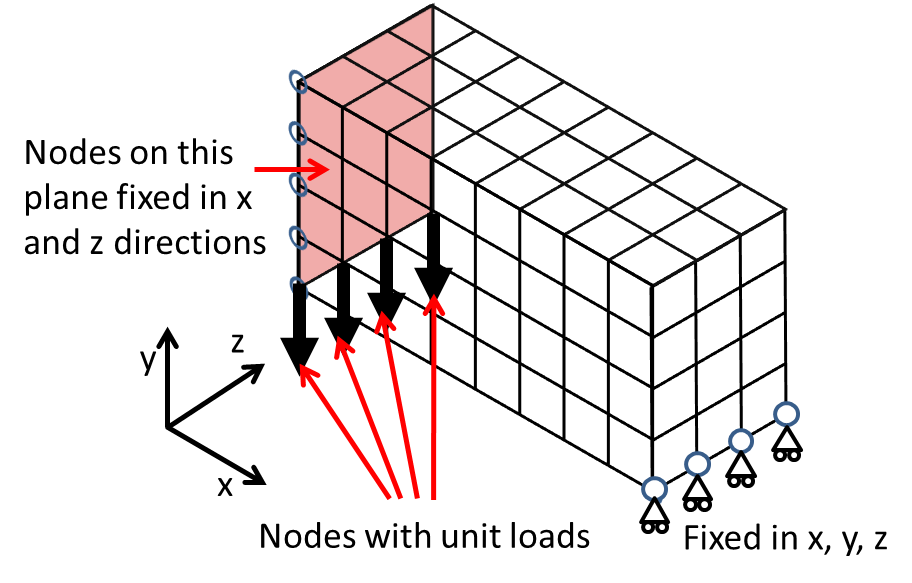 Nodes on this
plane fixed in x
and z directions
y
z
x
Nodes with unit loads
Fixed in x, y, z